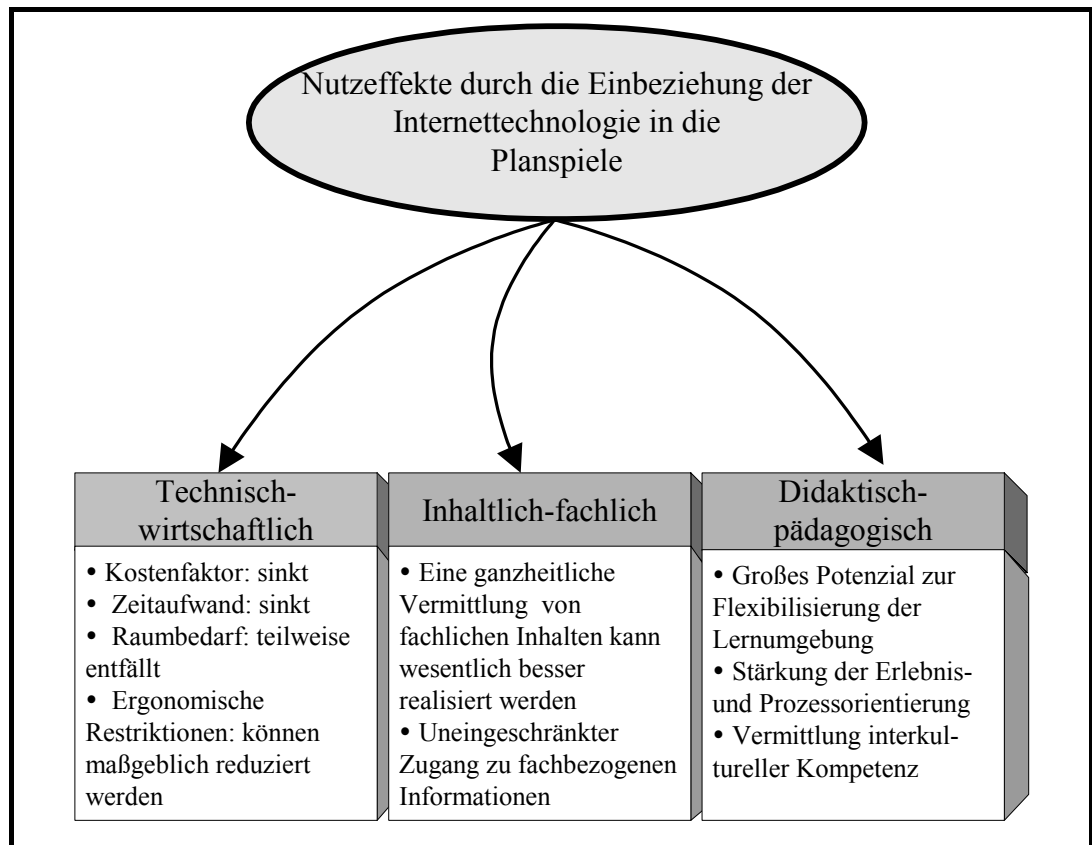 Nutzeffekte durch die Einbeziehung der
Internettechnologie in die
Planspiele
Technisch-
wirtschaftlich
• Kostenfaktor: sinkt
• Zeitaufwand: sinkt
• Raumbedarf: teilweise
entfällt
• Ergonomische
Restriktionen: können
maßgeblich reduziert
werden
Inhaltlich-fachlich
• Eine ganzheitliche
Vermittlung von
fachlichen Inhalten kann
wesentlich besser
realisiert werden
• Uneingeschränkter
Zugang zu fachbezogenen
Informationen
Didaktisch-
pädagogisch
• Großes Potenzial zur
Flexibilisierung der
Lernumgebung
• Stärkung der Erlebnis-
und Prozessorientierung
• Vermittlung interkul-
tureller Kompetenz